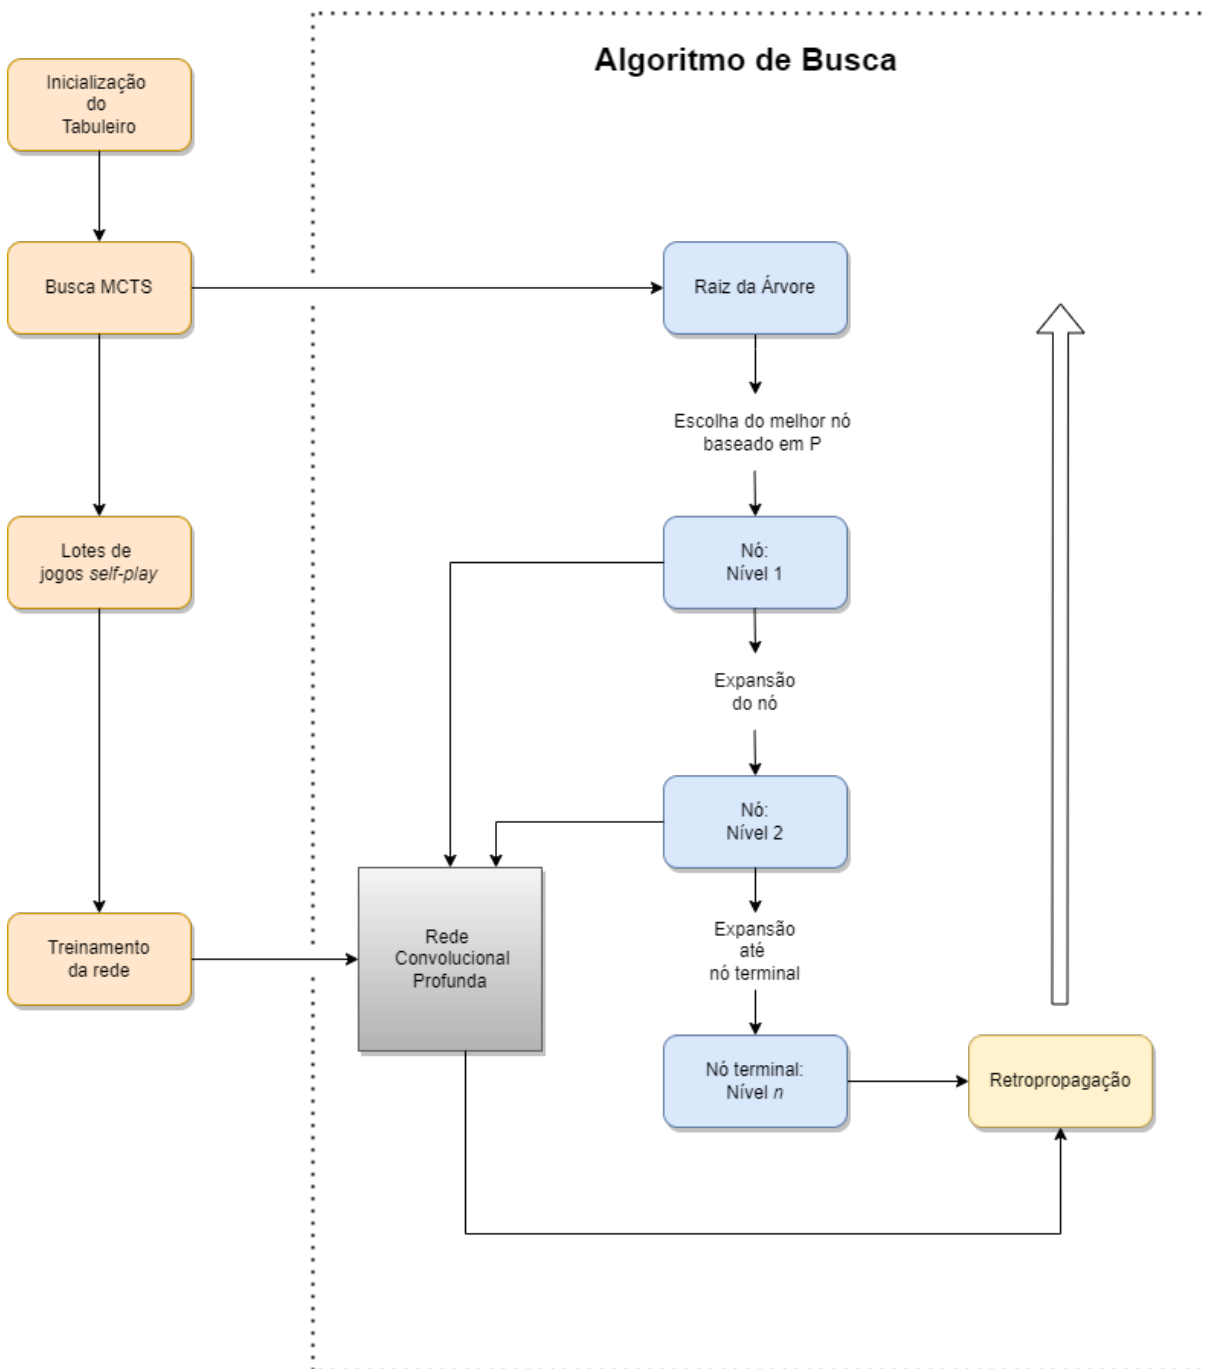 Algoritmo de Busca
Inicialização
do
Tabuleiro
Busca MCTS
Raiz da Árvore
Escolha do melhor nó
baseado em P
Lotes de
jogos self-play
Nó:
Nível 1
Expansão
do nó
Nó:
Nível 2
Treinamento
da rede
Rede
Convolucional
Profunda
Expansão
até
nó terminal
Nó terminal:
Nível n
Retropropagação